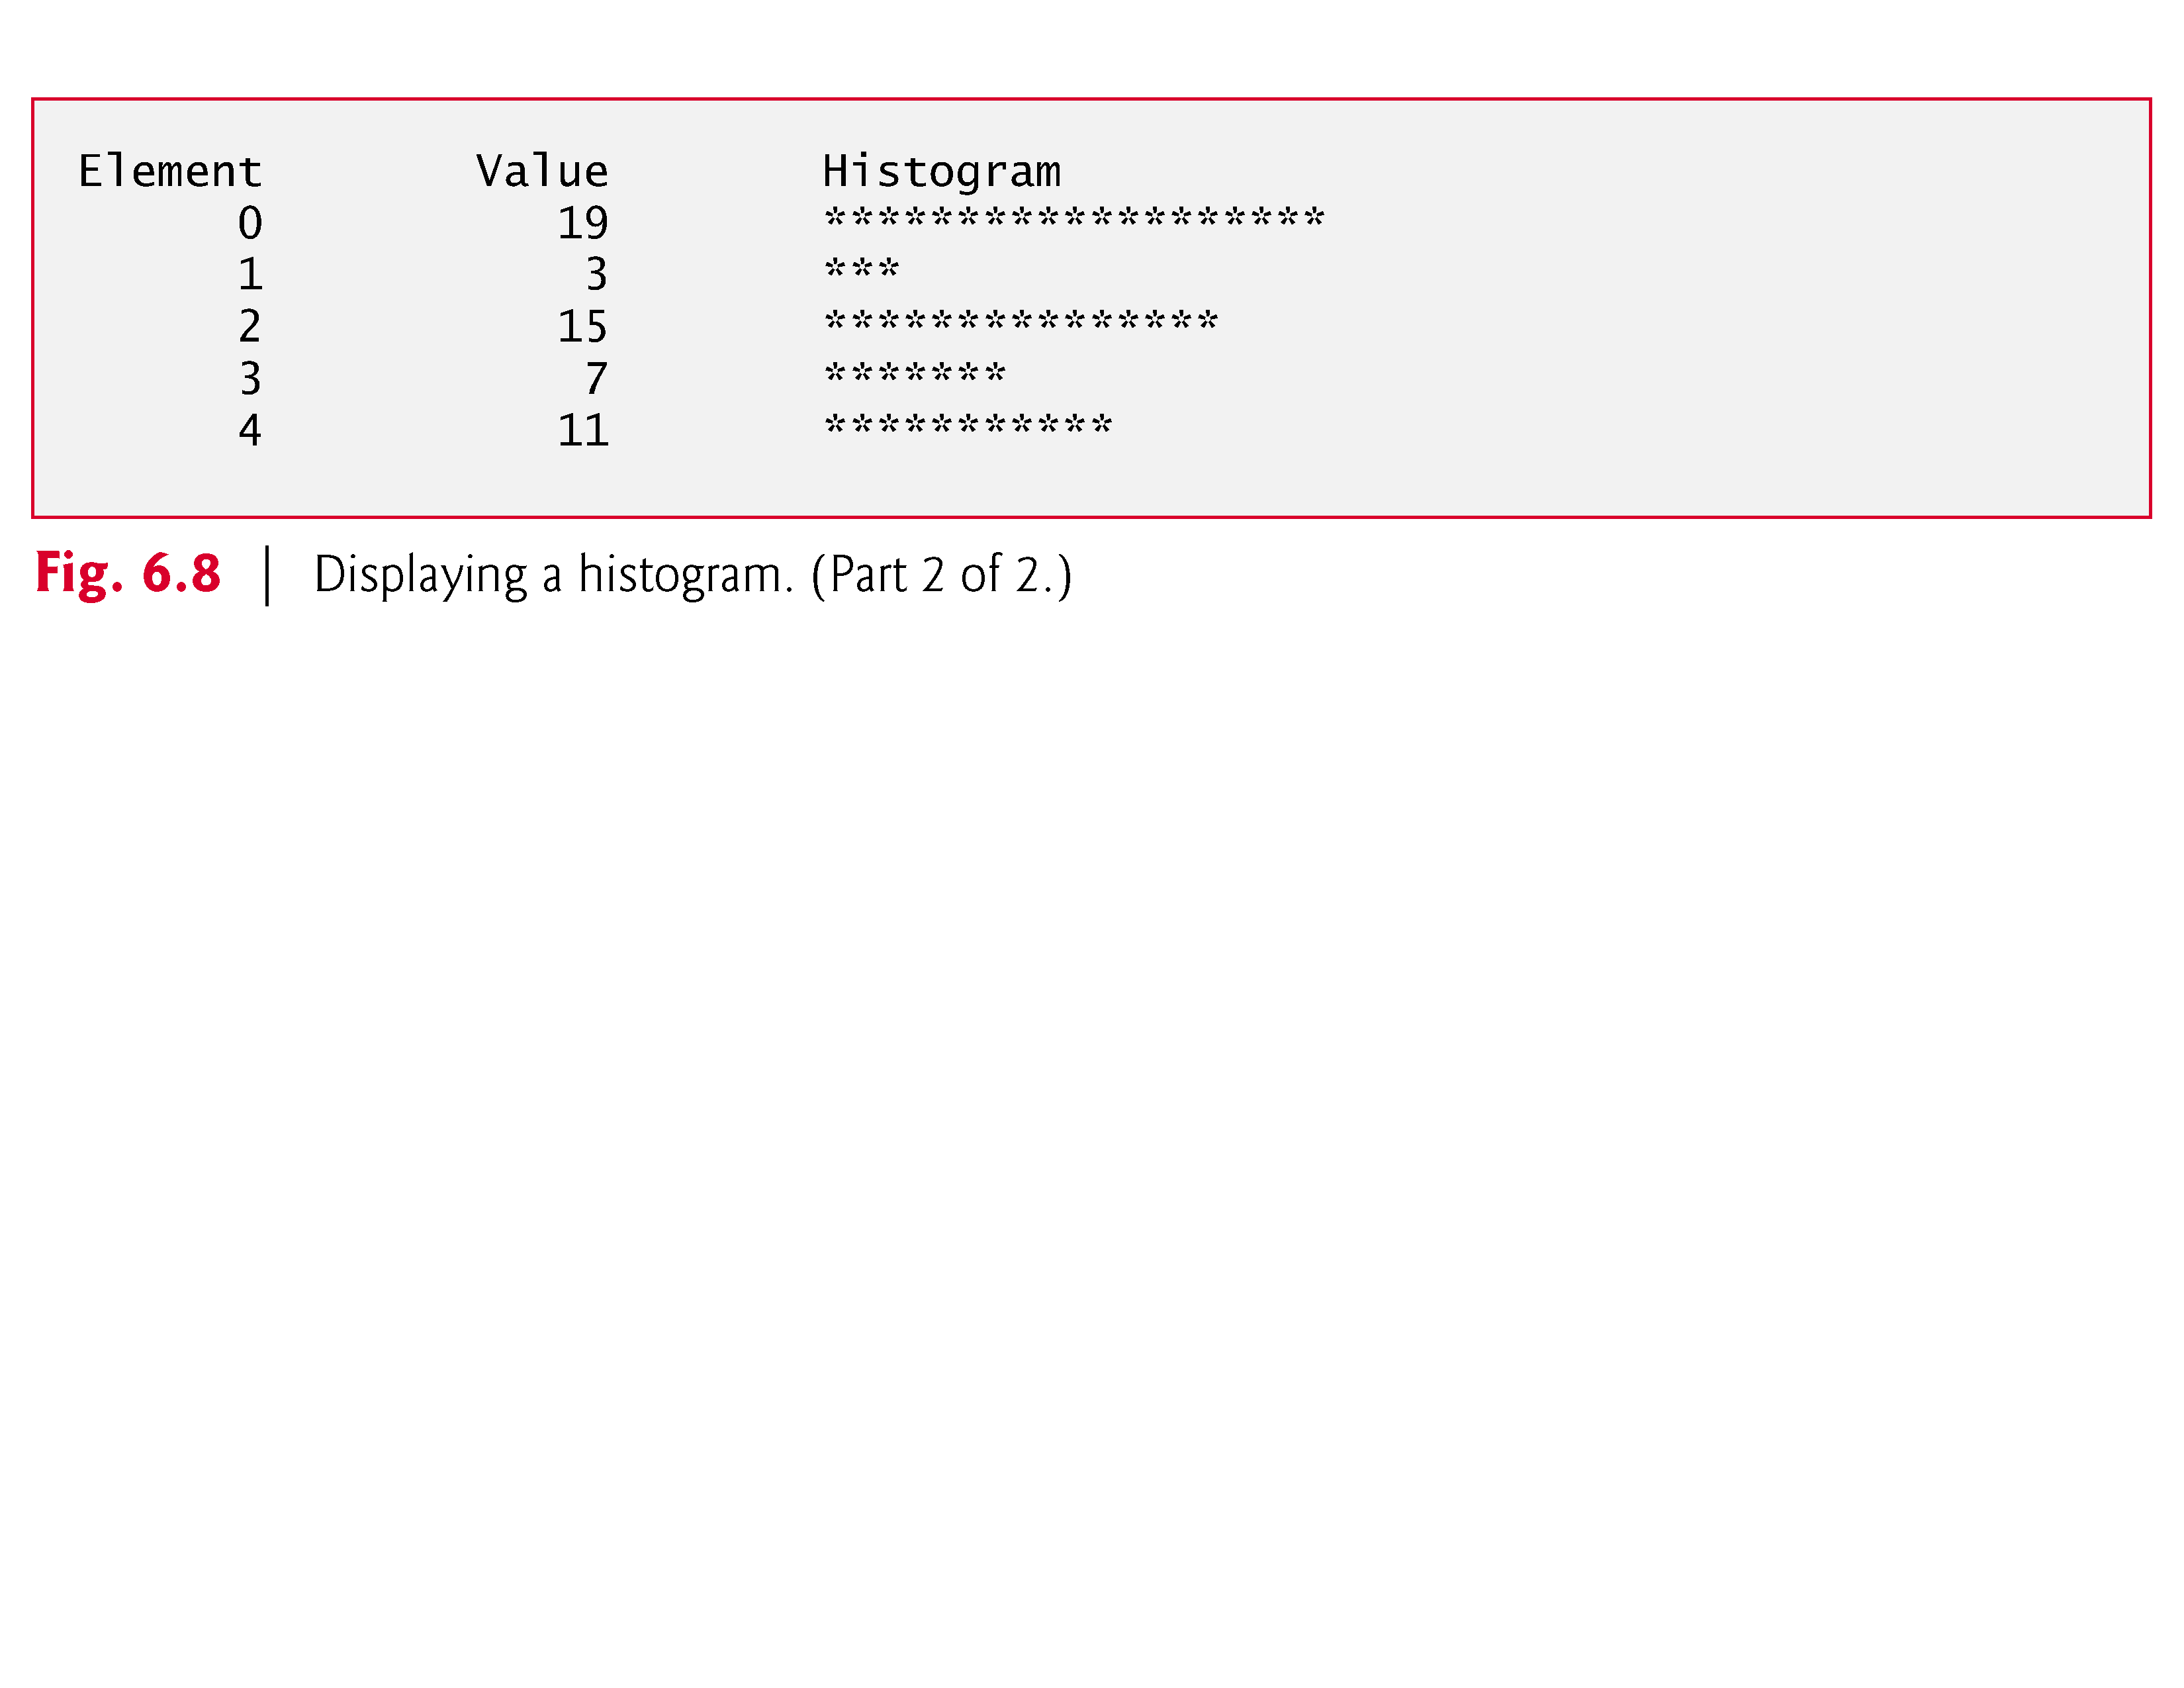 Element Value Histogram
0 19 *******************
1 3 ***
2 15 ***************
3 7 *******
4 11 ***********
Fig. 6.8 | Displaying a histogram. (Part 2 of 2.)